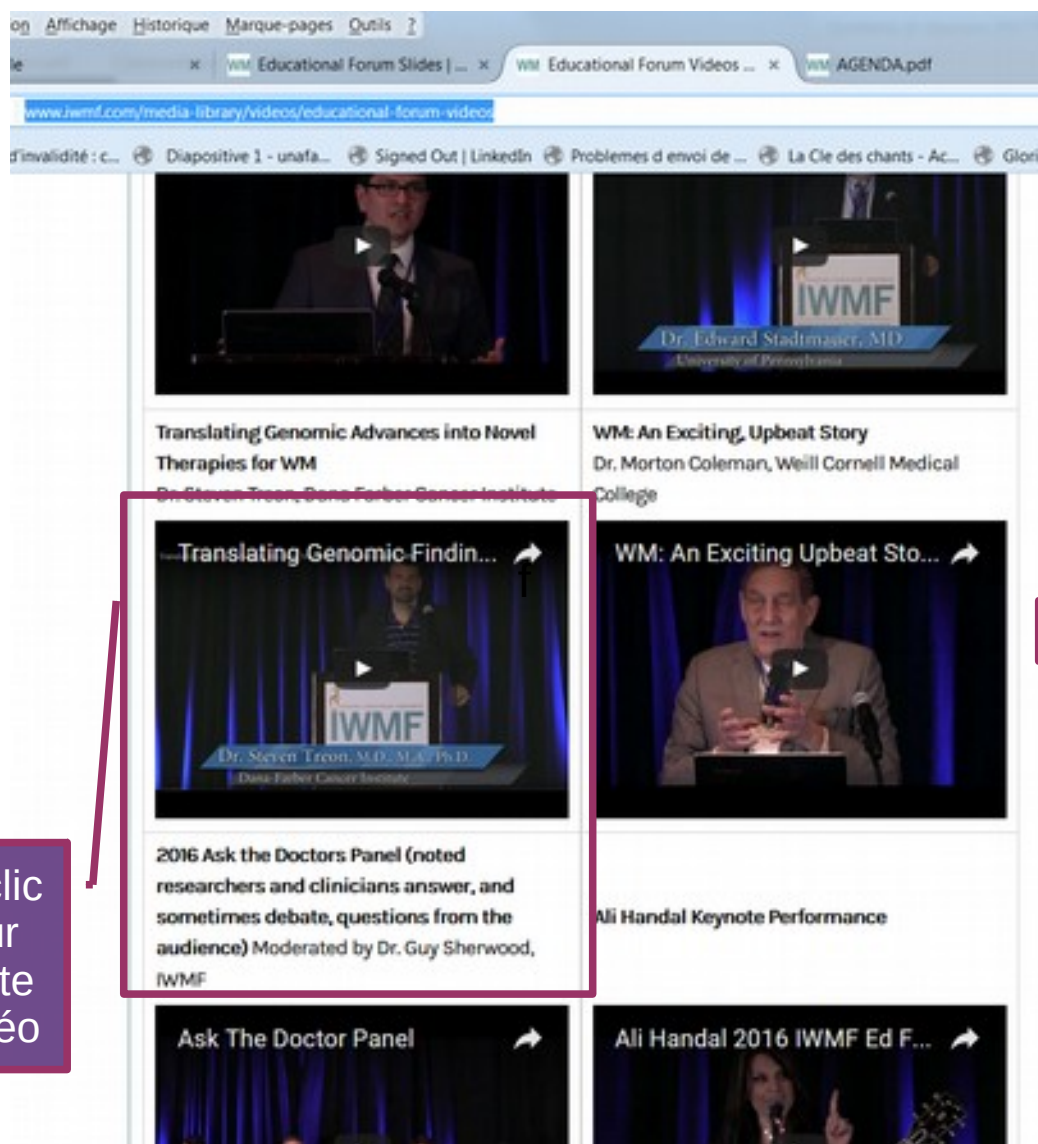 on Affichage Historique Marque-pages Outils ?
le × WM Educational Forum Slides | ... × WM Educational Forum Videos ... × WM AGENDA.pdf
www.iwmf.com/media-library/videos/educational-forum-videos
d'invalidité : c... Diapositive 1 - unafa... Signed Out | LinkedIn Problemes d envoi de ... La Cle des chants - Ac... Glori
IWMF
Dr. Edward Stadtmauer, MD
University of Pennsylvania
Translating Genomic Advances into Novel
Therapies for WM
Dr. Steven Treon, Dana Farber Cancer Institute
WM: An Exciting, Upbeat Story
Dr. Morton Coleman, Weill Cornell Medical
College
Translating Genomic Findin...
f
IWMF
Dr. Steven Treon, M.D., M.A., Ph.D.
Dana-Farber Cancer Institute
WM: An Exciting Upbeat Sto...
clic
ur
te
éo
2016 Ask the Doctors Panel (noted
researchers and clinicians answer, and
sometimes debate, questions from the
audience) Moderated by Dr. Guy Sherwood,
IWMF
Ali Handal Keynote Performance
Ask The Doctor Panel
Ali Handal 2016 IWMF Ed F...